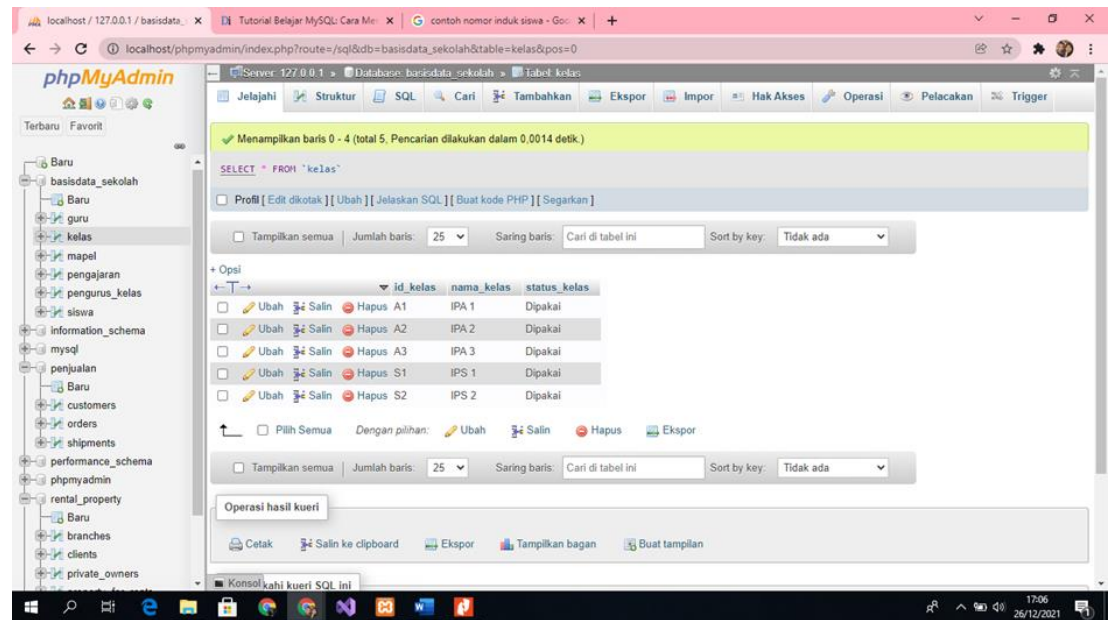 localhost / 127.0.0.1 / basisdata_s
Tutorial Belajar MySQL: Cara Me
contoh nomor induk siswa - Goo
localhost/phpmyadmin/index.php?route=/sql&db=basisdata_sekolah&table=kelas&pos=0
phpMyAdmin
Terbaru Favorit
Baru
basisdata_sekolah
Baru
guru
kelas
mapel
pengajaran
pengurus_kelas
siswa
information_schema
mysql
penjualan
Baru
customers
orders
shipments
performance_schema
phpmyadmin
rental_property
Baru
branches
clients
private_owners
Server: 127.0.0.1 » Database: basisdata_sekolah » Tabel: kelas
Jelajahi Struktur SQL Cari Tambahkan Ekspor Impor Hak Akses Operasi Pelacakan Trigger
Menampilkan baris 0 - 4 (total 5, Pencarian dilakukan dalam 0,0014 detik.)
SELECT * FROM `kelas`
Profil [ Edit dikotak ] [ Ubah ] [ Jelaskan SQL ] [ Buat kode PHP ] [ Segarkan ]
Tampilkan semua | Jumlah baris: 25 Saring baris: Cari di tabel ini Sort by key: Tidak ada
+ Opsi
←T→ id_kelas nama_kelas status_kelas
Ubah Salin Hapus A1 IPA 1 Dipakai
Ubah Salin Hapus A2 IPA 2 Dipakai
Ubah Salin Hapus A3 IPA 3 Dipakai
Ubah Salin Hapus S1 IPS 1 Dipakai
Ubah Salin Hapus S2 IPS 2 Dipakai
Pilih Semua Dengan pilihan: Ubah Salin Hapus Ekspor
Tampilkan semua | Jumlah baris: 25 Saring baris: Cari di tabel ini Sort by key: Tidak ada
Operasi hasil kueri
Cetak Salin ke clipboard Ekspor Tampilkan bagan Buat tampilan
Konsol kahi kueri SQL ini
17:06
26/12/2021